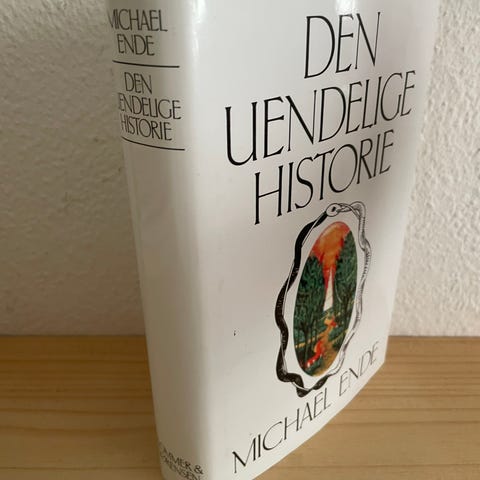 MICHAEL
ENDE
DEN
UENDELIGE
HISTORIE
DEN
UENDELIGE
HISTORIE
MICHAEL ENDE